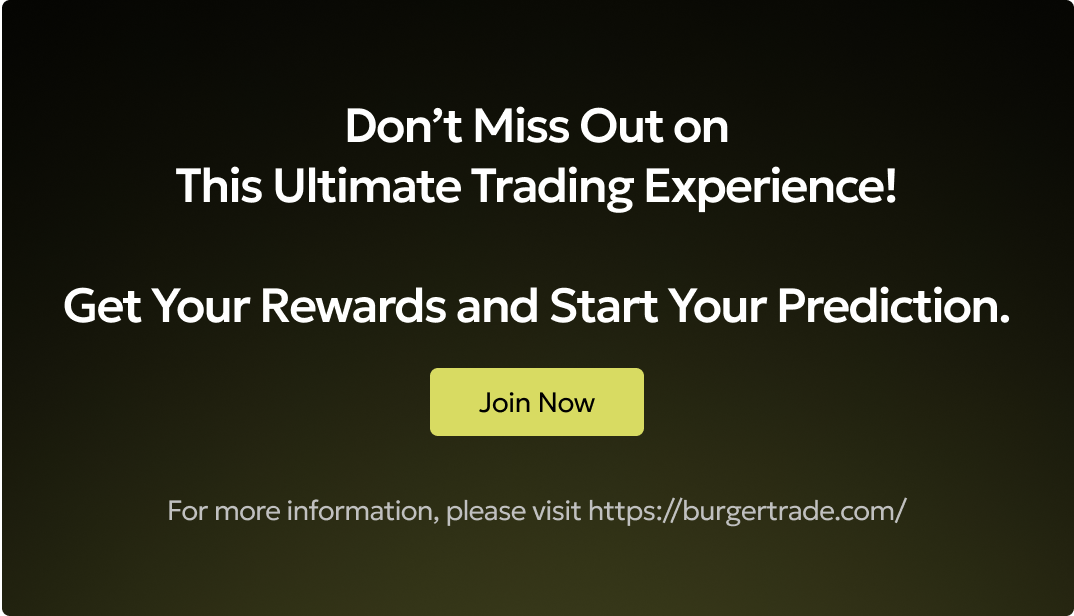 Don’t Miss Out on
This Ultimate Trading Experience!
Get Your Rewards and Start Your Prediction.
Join Now
For more information, please visit https://burgertrade.com/